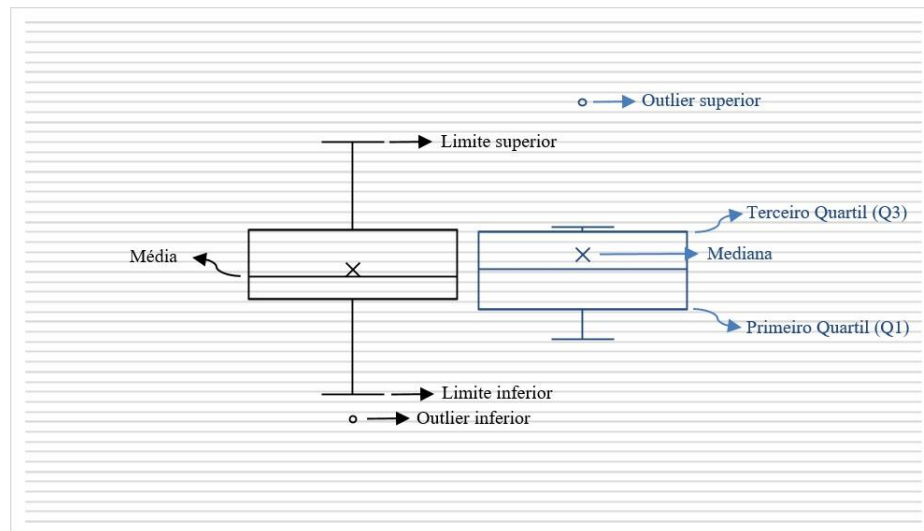 Outlier superior
Limite superior
Terceiro Quartil (Q3)
Média
Mediana
Primeiro Quartil (Q1)
Limite inferior
Outlier inferior